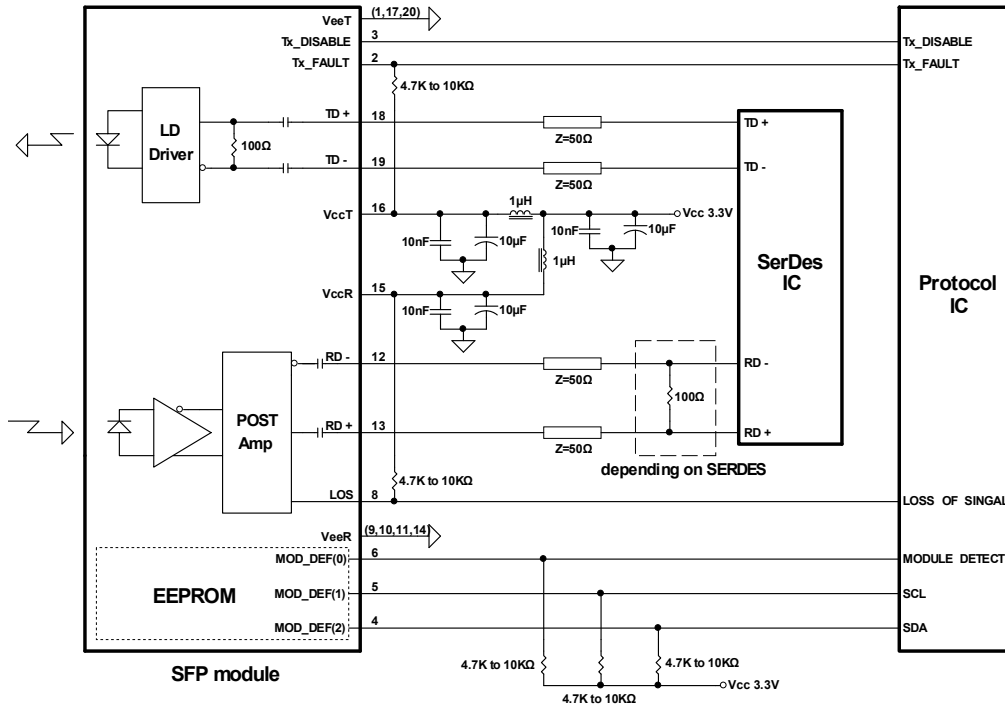 VeeT
(1,17,20)
Tx_DISABLE
3
Tx_DISABLE
Tx_FAULT
2
Tx_FAULT
4.7K to 10KΩ
LD
Driver
100Ω
TD +
18
Z=50Ω
TD +
TD -
19
Z=50Ω
TD -
1µH
VccT
16
Vcc 3.3V
10nF
10µF
10nF
10µF
1µH
SerDes
IC
Protocol
IC
VccR
15
10nF
10µF
RD -
12
Z=50Ω
RD -
POST
Amp
100Ω
RD +
13
Z=50Ω
RD +
depending on SERDES
4.7K to 10KΩ
LOS
8
LOSS OF SINGAL
VeeR
(9,10,11,14)
MOD_DEF(0)
6
MODULE DETECT
EEPROM
MOD_DEF(1)
5
SCL
MOD_DEF(2)
4
SDA
SFP module
4.7K to 10KΩ
4.7K to 10KΩ
4.7K to 10KΩ
Vcc 3.3V